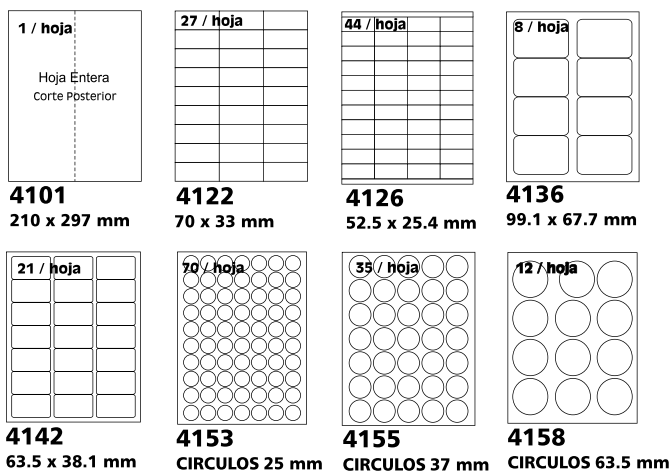 1 / hoja
Hoja Entera
Corte Posterior
4101
210 x 297 mm
27 / hoja
4122
70 x 33 mm
44 / hoja
4126
52.5 x 25.4 mm
8 / hoja
4136
99.1 x 67.7 mm
21 / hoja
4142
63.5 x 38.1 mm
70 / hoja
4153
CIRCULOS 25 mm
35 / hoja
4155
CIRCULOS 37 mm
12 / hoja
4158
CIRCULOS 63.5 mm